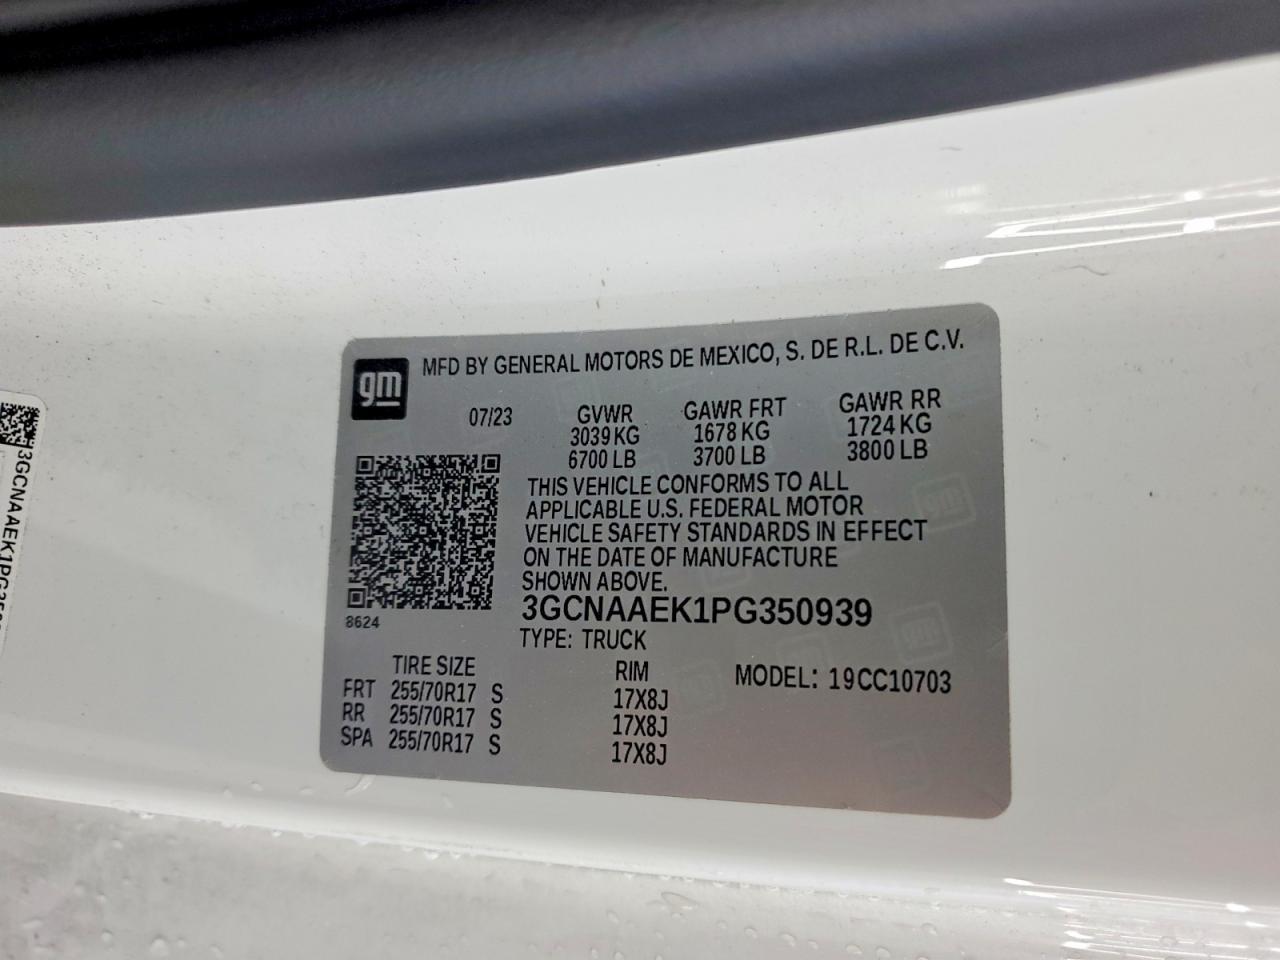 gm
MFD BY GENERAL MOTORS DE MEXICO, S. DE R.L. DE C.V.
07/23 GVWR GAWR FRT GAWR RR
3039 KG 1678 KG 1724 KG
6700 LB 3700 LB 3800 LB
THIS VEHICLE CONFORMS TO ALL
APPLICABLE U.S. FEDERAL MOTOR
VEHICLE SAFETY STANDARDS IN EFFECT
ON THE DATE OF MANUFACTURE
SHOWN ABOVE.
3GCNAAEK1PG350939
8624
TYPE: TRUCK
TIRE SIZE RIM MODEL: 19CC10703
FRT 255/70R17 S 17X8J
RR 255/70R17 S 17X8J
SPA 255/70R17 S 17X8J
3GCNAAEK1PG350